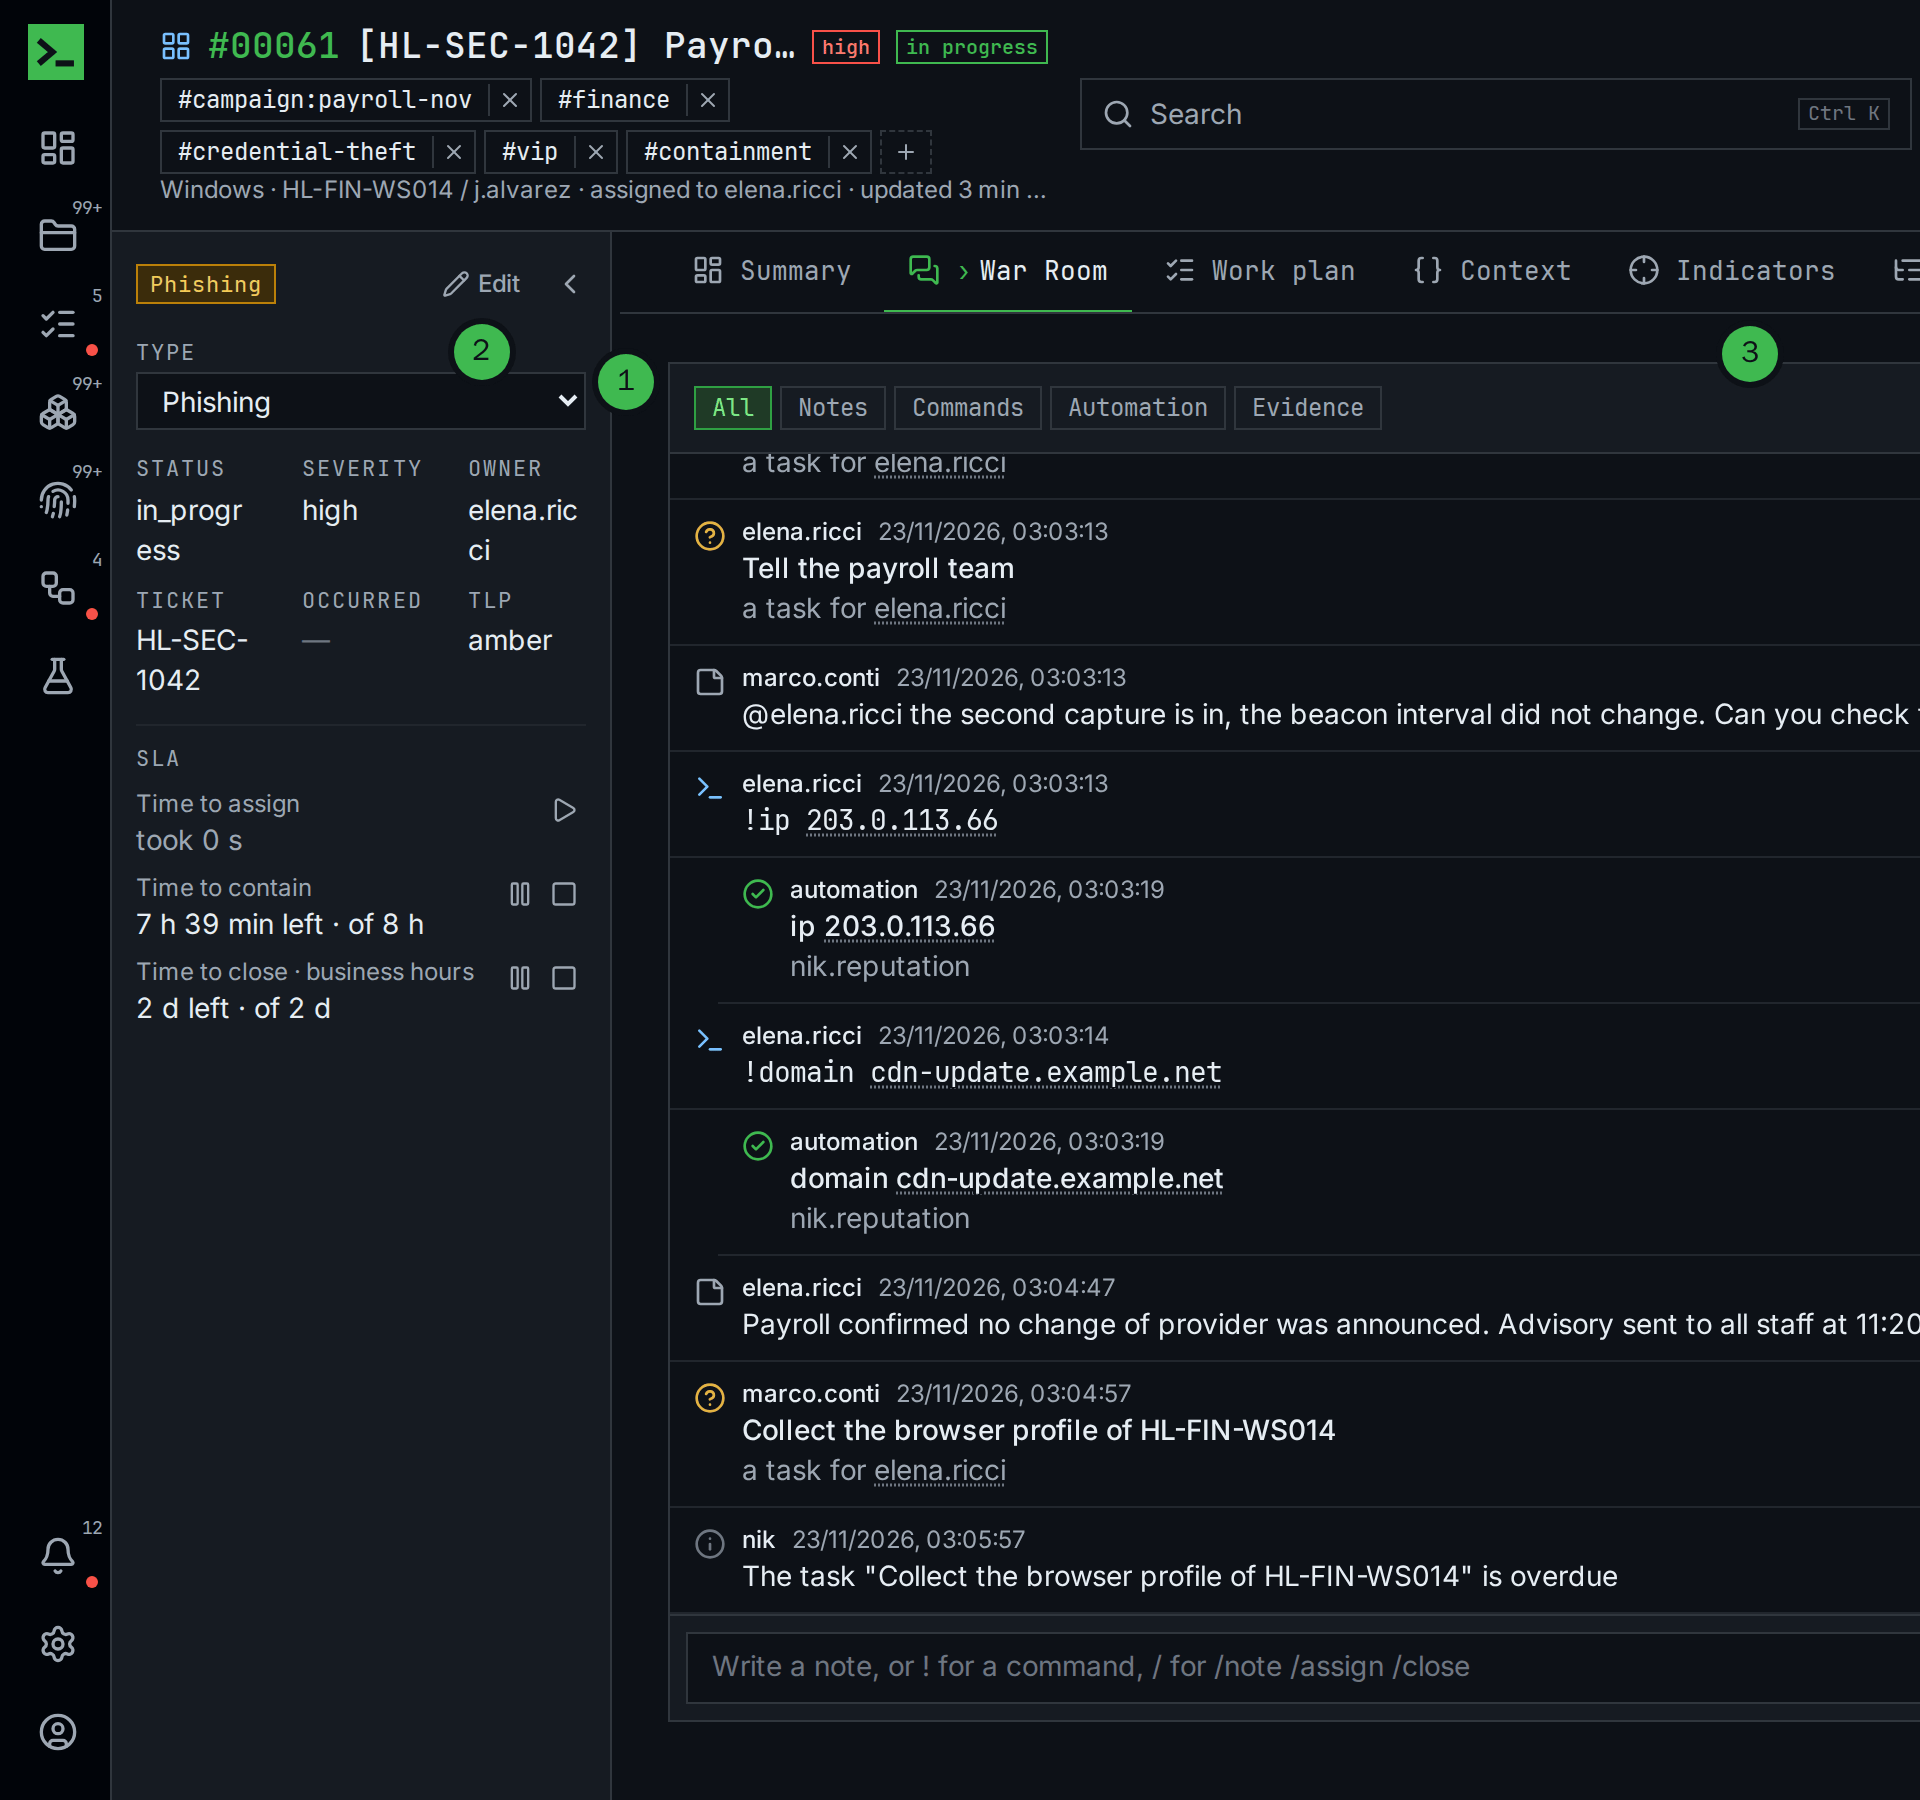 #00061 [HL-SEC-1042] Payro… high in progress
#campaign:payroll-nov #finance
Search Ctrl K
#credential-theft #vip #containment
Windows · HL-FIN-WS014 / j.alvarez · assigned to elena.ricci · updated 3 min …
99+
5
99+
99+
4
12
Phishing Edit
TYPE
2
Phishing
STATUS SEVERITY OWNER
in_progr high elena.ric
ess ci
TICKET OCCURRED TLP
HL-SEC- — amber
1042
SLA
Time to assign
took 0 s
Time to contain
7 h 39 min left · of 8 h
Time to close · business hours
2 d left · of 2 d
Summary › War Room Work plan {} Context Indicators
1
3
All Notes Commands Automation Evidence
a task for elena.ricci
elena.ricci 23/11/2026, 03:03:13
Tell the payroll team
a task for elena.ricci
marco.conti 23/11/2026, 03:03:13
@elena.ricci the second capture is in, the beacon interval did not change. Can you check
elena.ricci 23/11/2026, 03:03:13
!ip 203.0.113.66
automation 23/11/2026, 03:03:19
ip 203.0.113.66
nik.reputation
elena.ricci 23/11/2026, 03:03:14
!domain cdn-update.example.net
automation 23/11/2026, 03:03:19
domain cdn-update.example.net
nik.reputation
elena.ricci 23/11/2026, 03:04:47
Payroll confirmed no change of provider was announced. Advisory sent to all staff at 11:20
marco.conti 23/11/2026, 03:04:57
Collect the browser profile of HL-FIN-WS014
a task for elena.ricci
nik 23/11/2026, 03:05:57
The task "Collect the browser profile of HL-FIN-WS014" is overdue
Write a note, or ! for a command, / for /note /assign /close